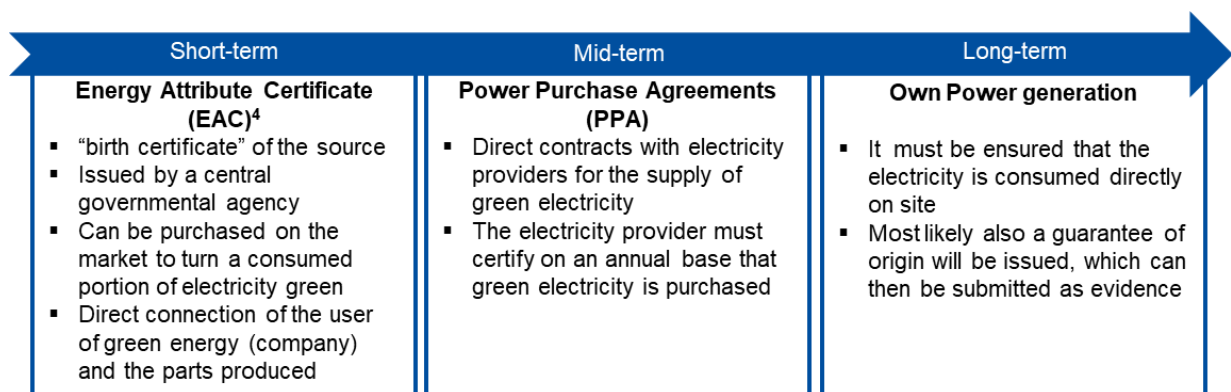 Short-term
Mid-term
Long-term
Energy Attribute Certificate
(EAC)4
▪ “birth certificate” of the source
▪ Issued by a central
governmental agency
▪ Can be purchased on the
market to turn a consumed
portion of electricity green
▪ Direct connection of the user
of green energy (company)
and the parts produced
Power Purchase Agreements
(PPA)
▪ Direct contracts with electricity
providers for the supply of
green electricity
▪ The electricity provider must
certify on an annual base that
green electricity is purchased
Own Power generation
▪ It must be ensured that the
electricity is consumed directly
on site
▪ Most likely also a guarantee of
origin will be issued, which can
then be submitted as evidence